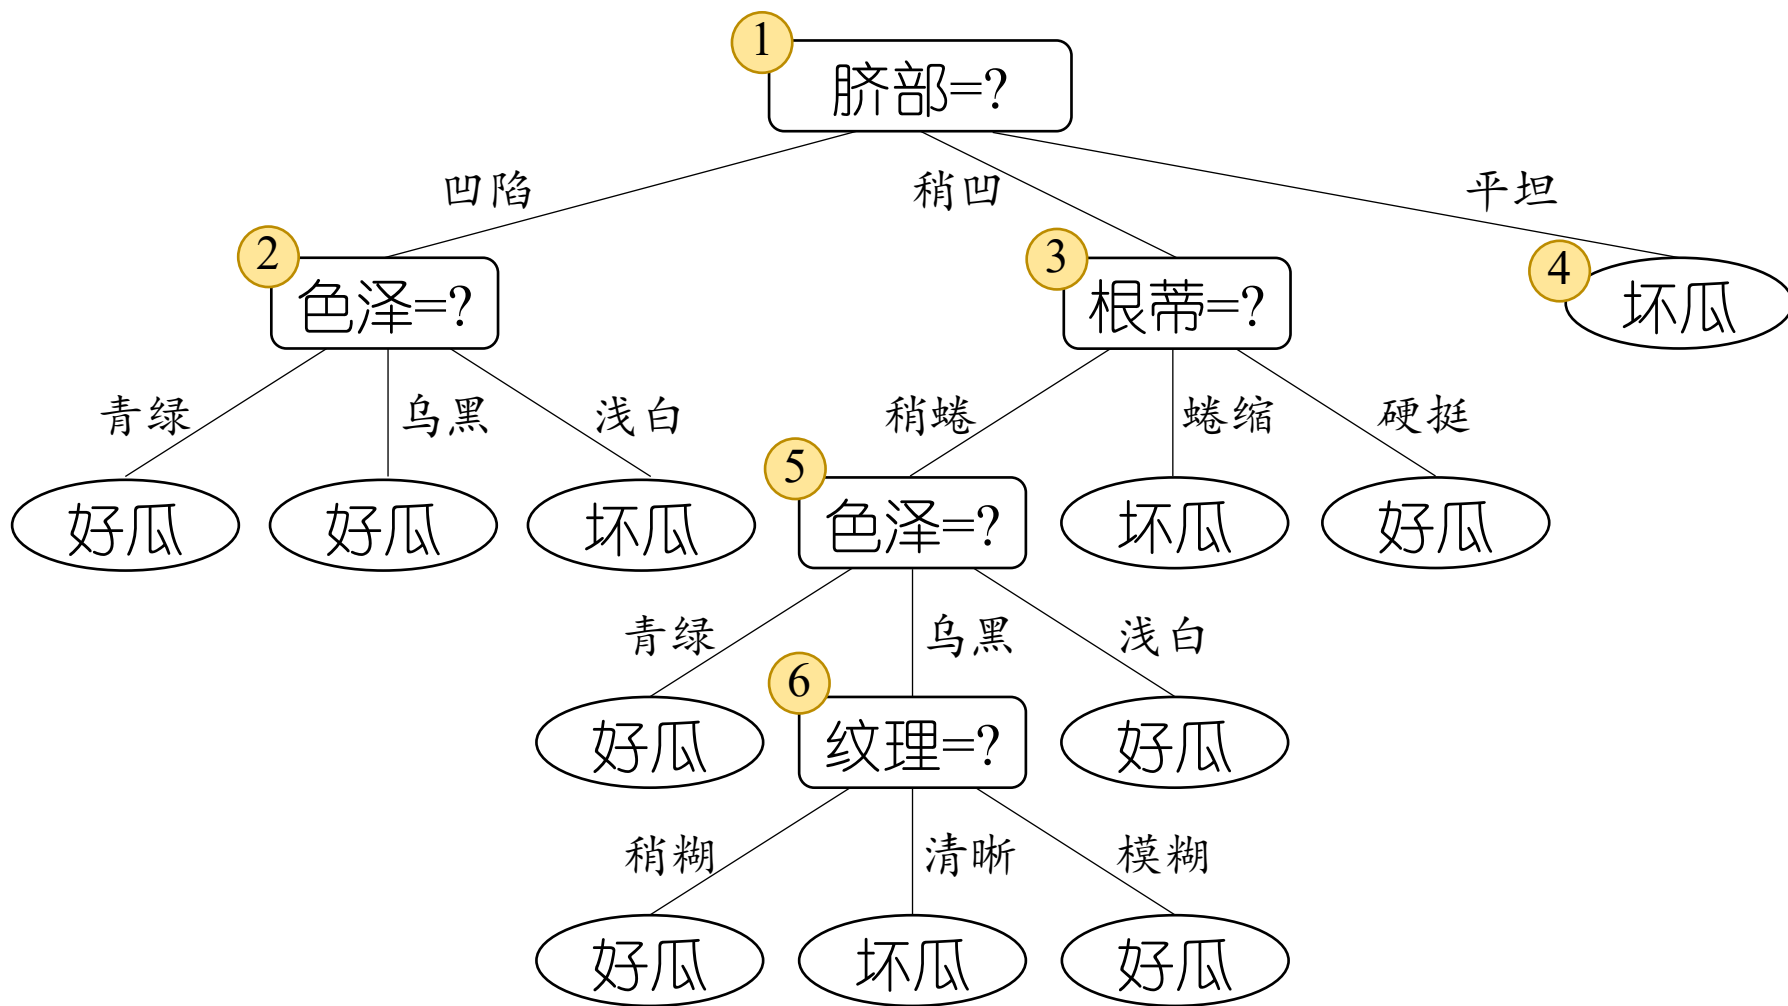 1
脐部=?
凹陷
稍凹
平坦
2
色泽=?
3
根蒂=?
4
坏瓜
青绿
乌黑
浅白
稍蜷
蜷缩
硬挺
好瓜
好瓜
坏瓜
5
色泽=?
坏瓜
好瓜
青绿
乌黑
浅白
好瓜
6
纹理=?
好瓜
稍糊
清晰
模糊
好瓜
坏瓜
好瓜